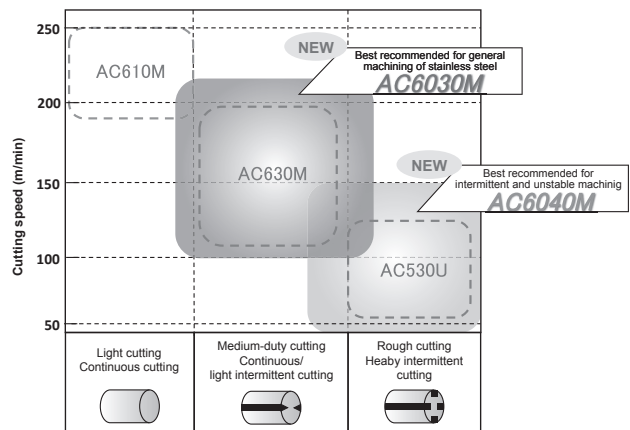 250
200
150
100
50
Cutting speed (m/min)
AC610M
NEW
Best recommended for general
machining of stainless steel
AC6030M
AC630M
NEW
Best recommended for
intermittent and unstable machinig
AC6040M
AC530U
Light cutting
Continuous cutting
Medium-duty cutting
Continuous/
light intermittent cutting
Rough cutting
Heaby intermittent
cutting